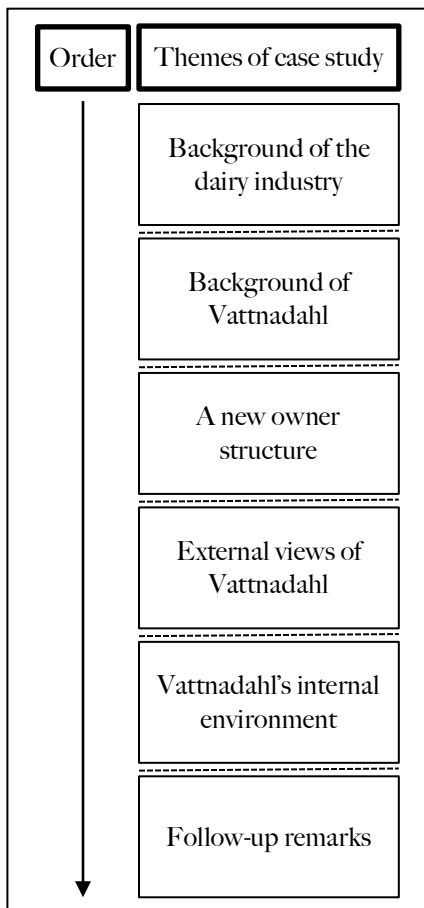 Order
Themes of case study
Background of the
dairy industry
Background of
Vattnadahl
A new owner
structure
External views of
Vattnadahl
Vattnadahl's internal
environment
Follow-up remarks